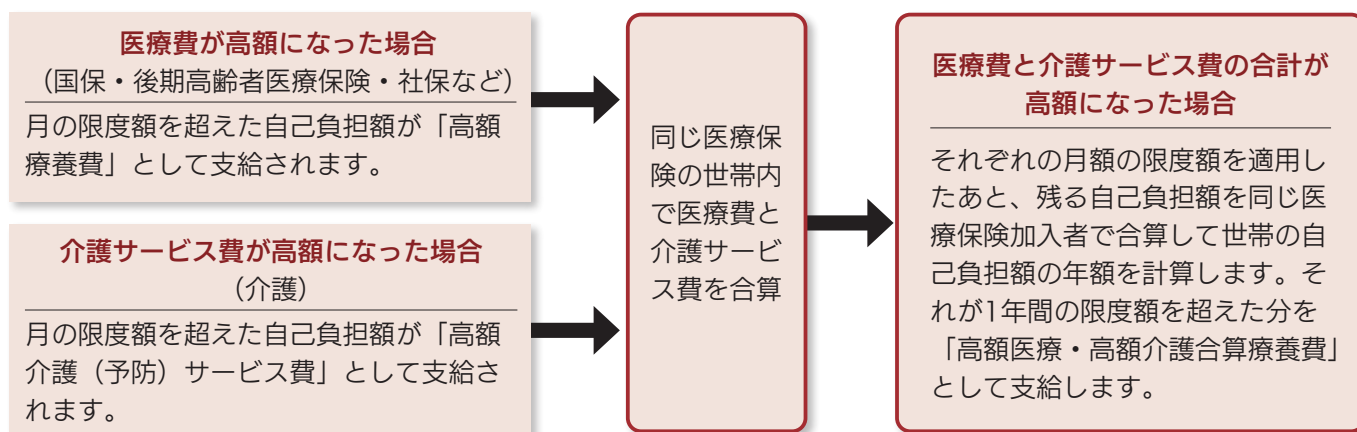 医療費が高額になった場合
（国保・後期高齢者医療保険・社保など）
月の限度額を超えた自己負担額が「高額
療養費」として支給されます。
介護サービス費が高額になった場合
（介護）
月の限度額を超えた自己負担額が「高額
介護（予防）サービス費」として支給さ
れます。
同じ医療保
険の世帯内
で医療費と
介護サービ
ス費を合算
医療費と介護サービス費の合計が
高額になった場合
それぞれの月額の限度額を適用し
たあと、残る自己負担額を同じ医
療保険加入者で合算して世帯の自
己負担額の年額を計算します。そ
れが1年間の限度額を超えた分を
「高額医療・高額介護合算療養費」
として支給します。